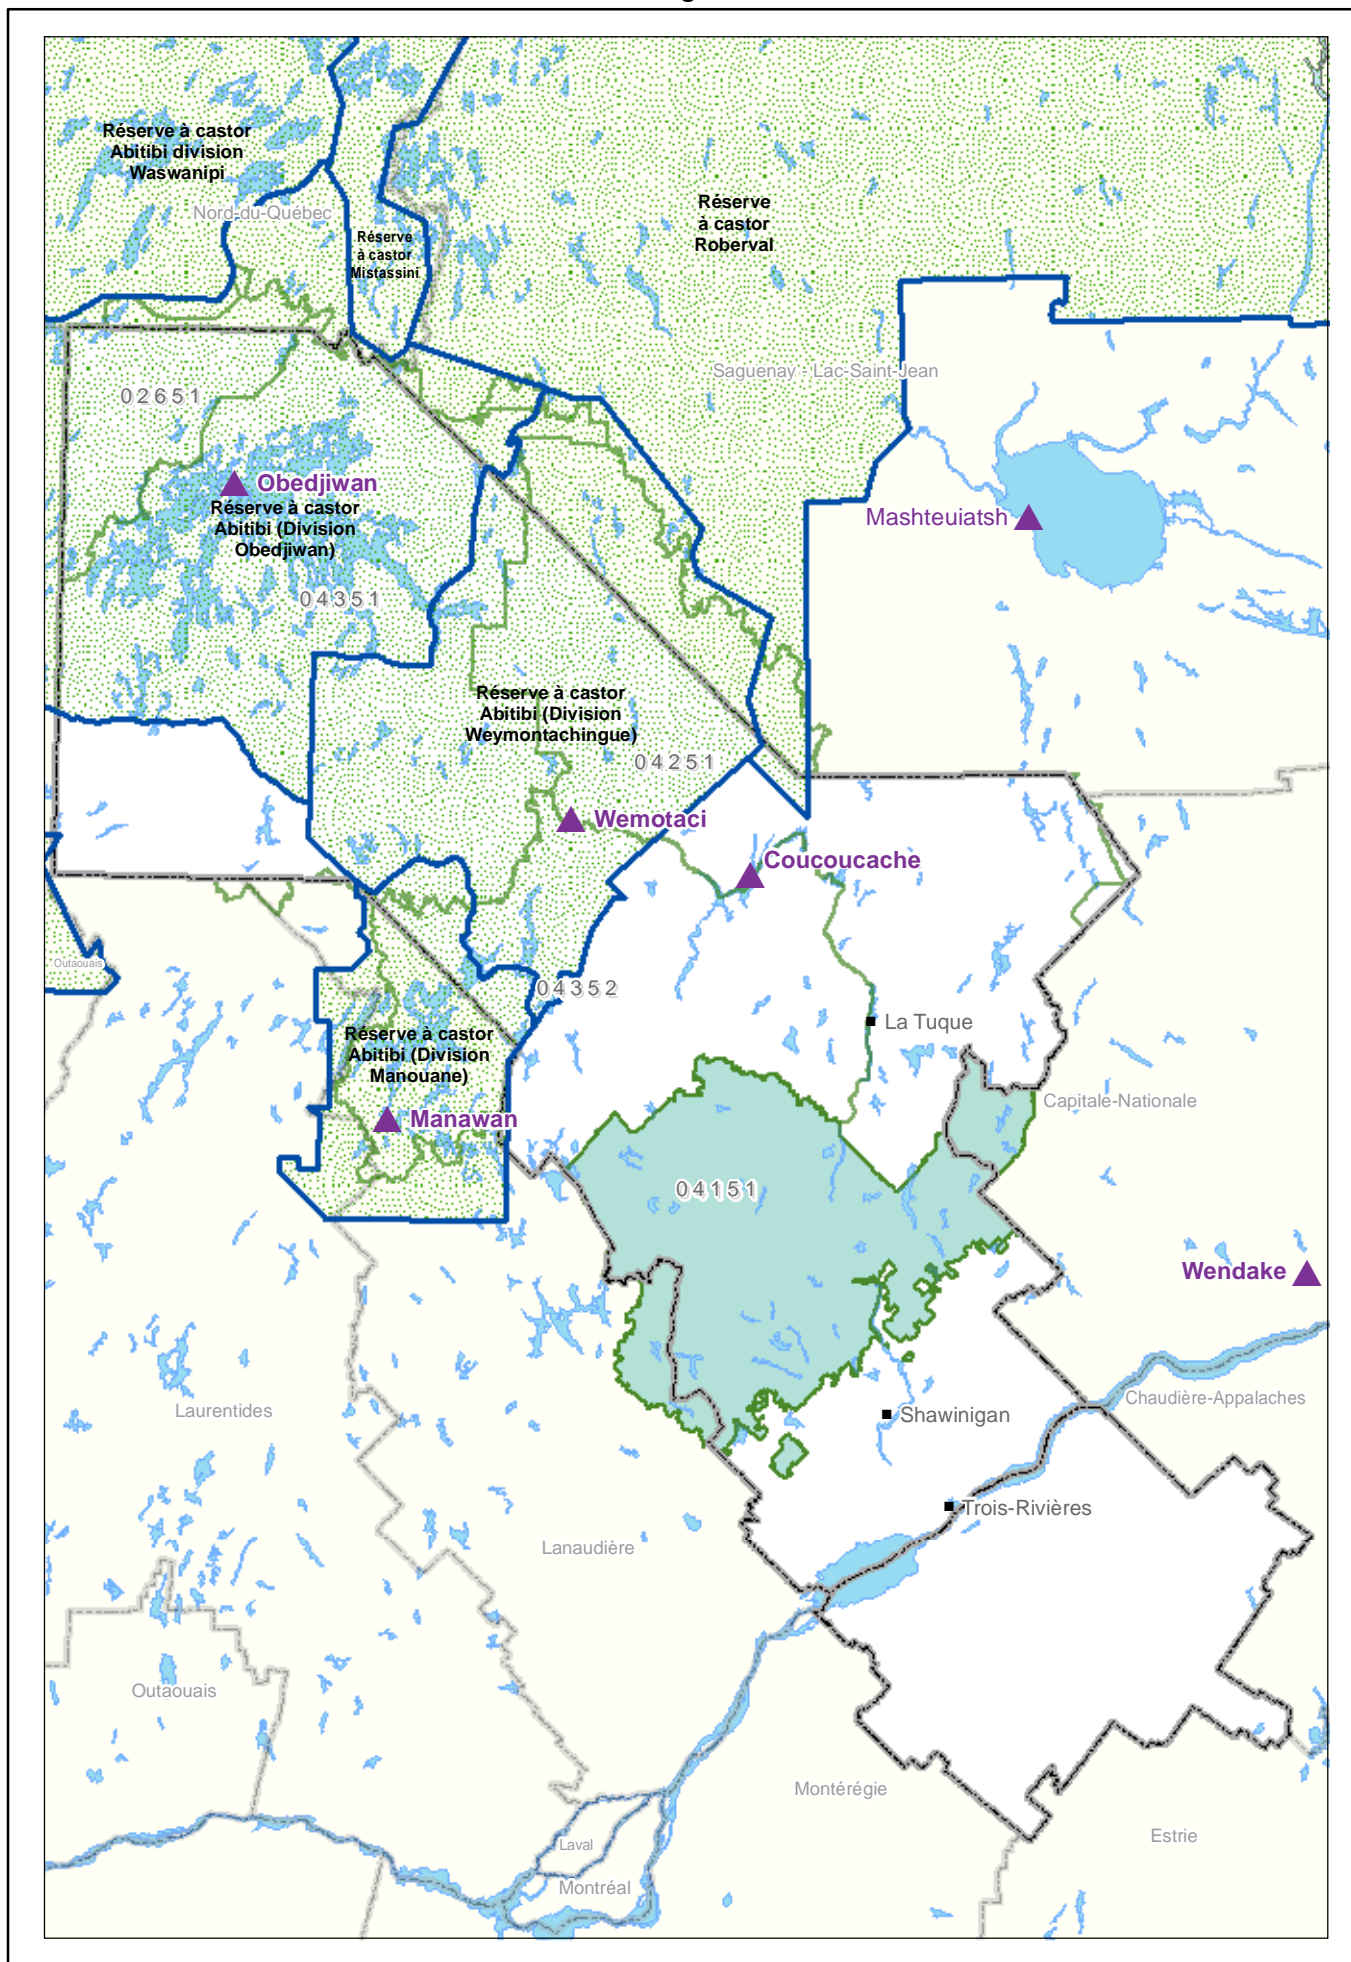 Réserve à castor
Abitibi division
Waswanipi
Nord-du-Québec
Réserve
à castor
Mistassini
Réserve
à castor
Roberval
Saguenay - Lac-Saint-Jean
02651
Obedjiwan
Réserve à castor
Abitibi (Division
Obedjiwan)
Mashteuiatsh
04351
Réserve à castor
Abitibi (Division
Weymontachingue)
04251
Wemotaci
Coucoucache
Outaouais
04352
La Tuque
Réserve à castor
Abitibi (Division
Manouane)
Manawan
Capitale-Nationale
04151
Wendake
Laurentides
Chaudière-Appalaches
Shawinigan
Trois-Rivières
Lanaudière
Outaouais
Montérégie
Estrie
Laval
Montréal